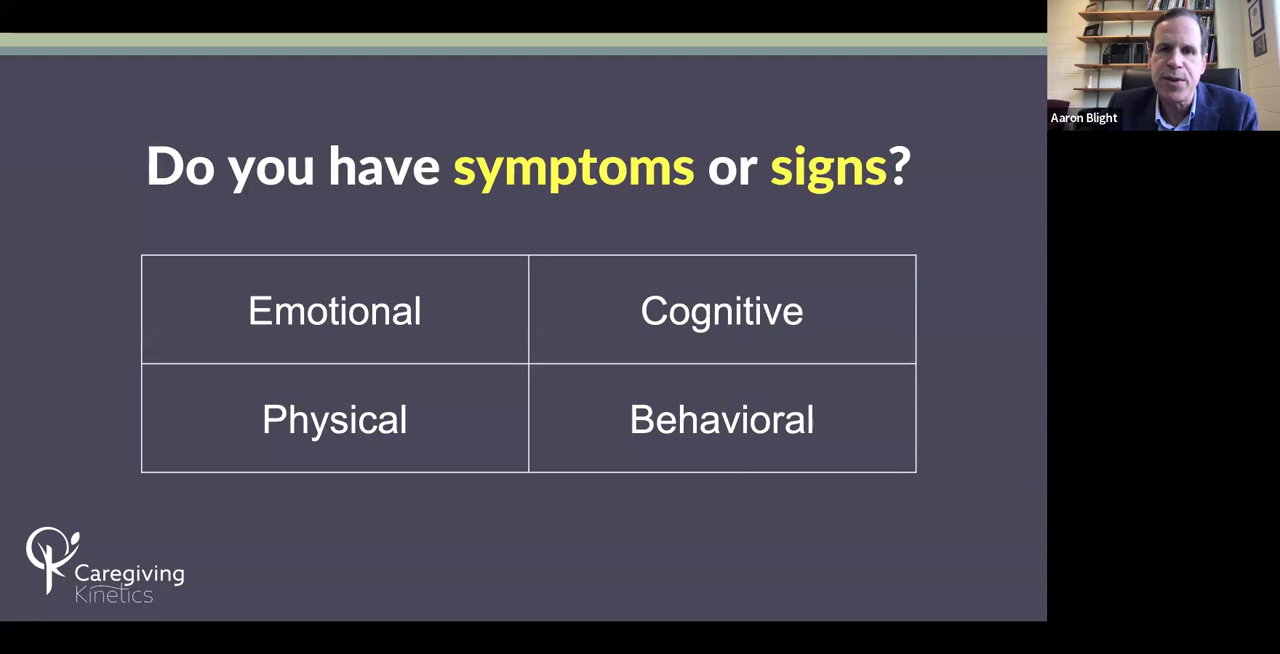 Do you have symptoms or signs?
Emotional
Cognitive
Physical
Behavioral
Caregiving
Kinetics
Aaron Blight